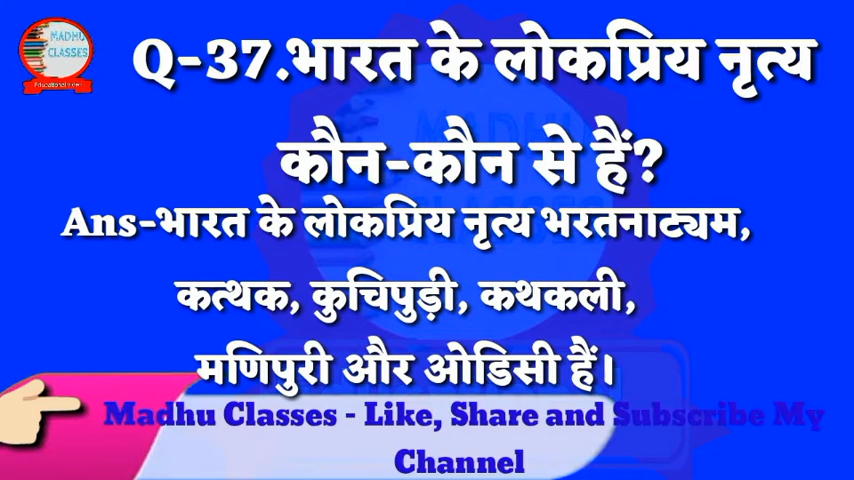 MADHU
CLASSES
Q-37.भारत के लोकप्रिय नृत्य
कौन-कौन से हैं?
Ans-भारत के लोकप्रिय नृत्य भरतनाट्यम,
कत्थक, कुचिपुड़ी, कथकली,
मणिपुरी और ओडिसी हैं।
Madhu Classes - Like, Share and Subscribe My
Channel